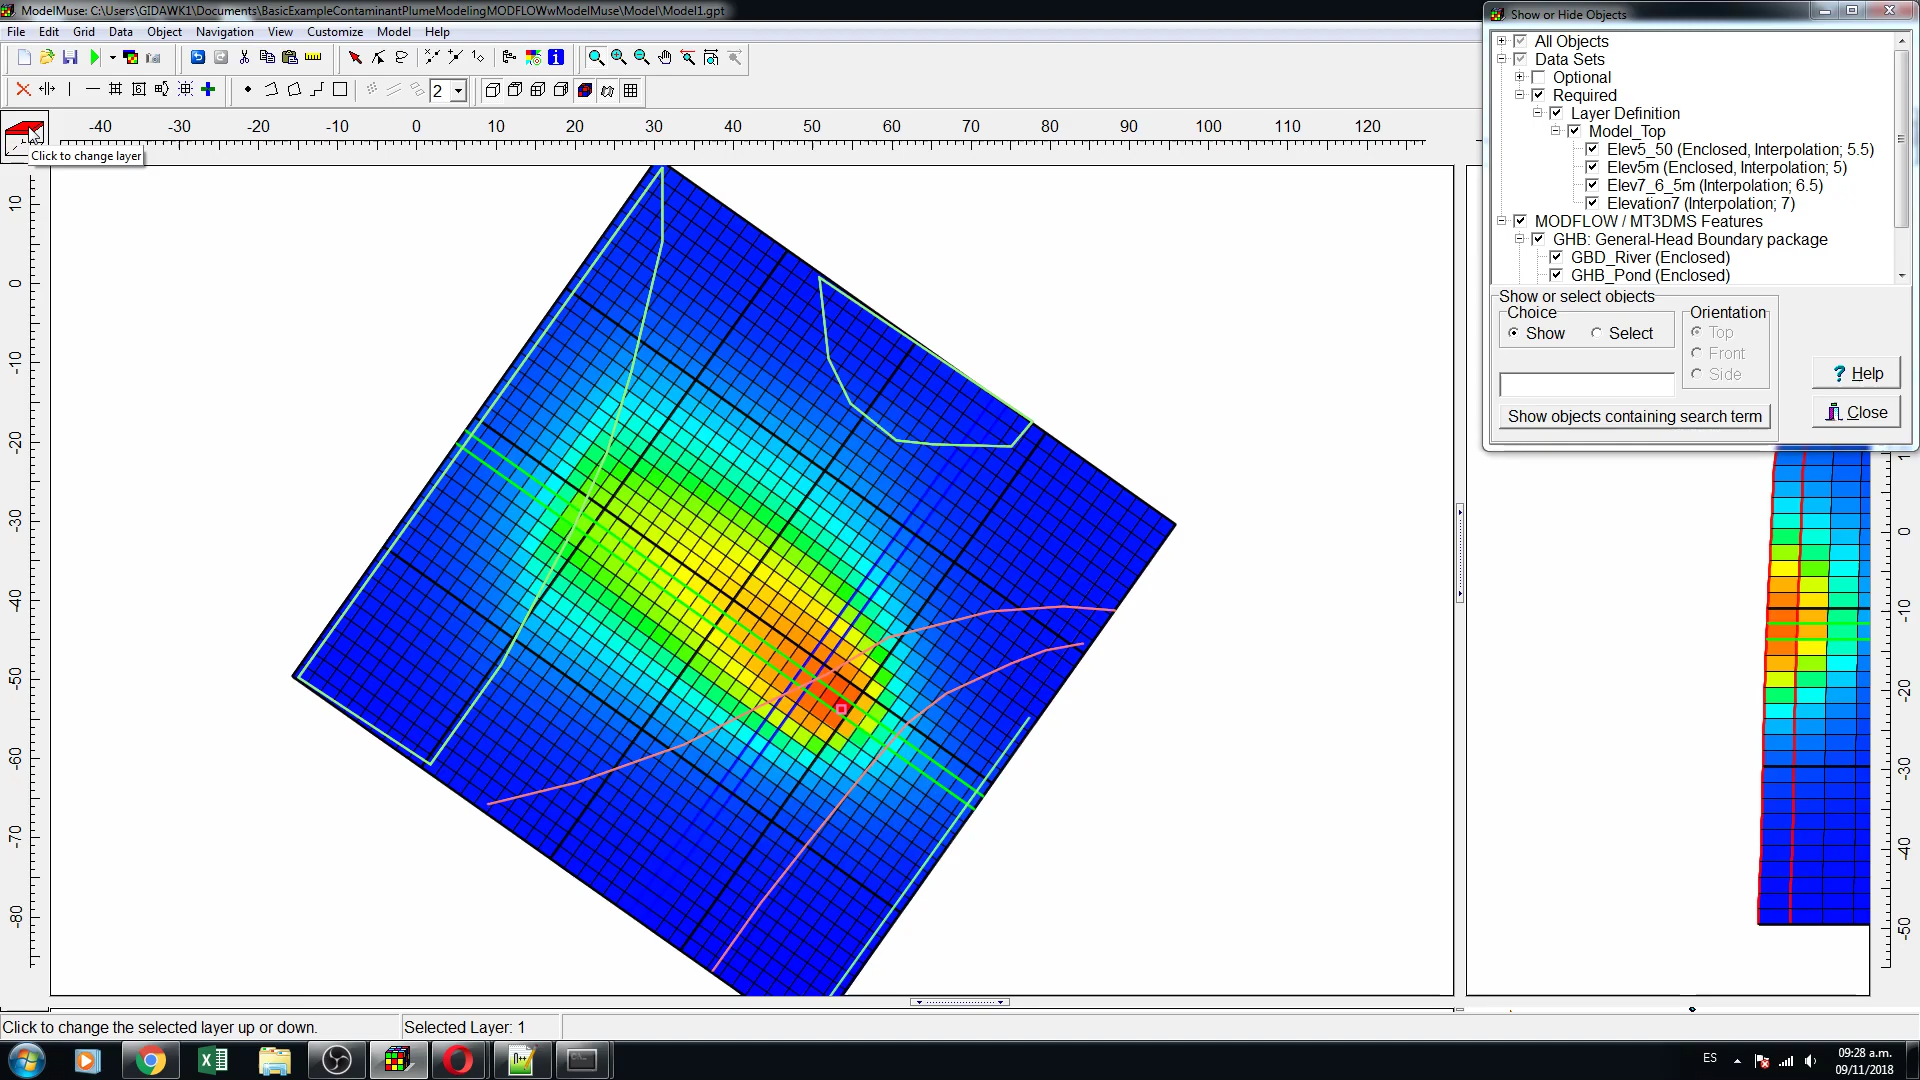 ModelMuse: C:\Users\GIDAWK1\Documents\BasicExampleContaminantPlumeModelingMODFLOWwModelMuse\Model\Model1.gpt
File Edit Grid Data Object Navigation View Customize Model Help
2
-40 -30 -20 -10 0 10 20 30 40 50 60 70 80 90 100 110 120
Click to change layer
10
0
-10
-20
-30
-40
-50
-60
-70
-80
Show or Hide Objects
All Objects
Data Sets
Optional
Required
Layer Definition
Model_Top
Elev5_50 (Enclosed, Interpolation; 5.5)
Elev5m (Enclosed, Interpolation; 5)
Elev7_6_5m (Interpolation; 6.5)
Elevation7 (Interpolation; 7)
MODFLOW / MT3DMS Features
GHB: General-Head Boundary package
GBD_River (Enclosed)
GHB_Pond (Enclosed)
Show or select objects
Choice
Show Select
Orientation
Top
Front
Side
? Help
Close
Show objects containing search term
0
-10
-20
-30
-40
-50
Click to change the selected layer up or down. Selected Layer: 1
ES
09:28 a.m.
09/11/2018